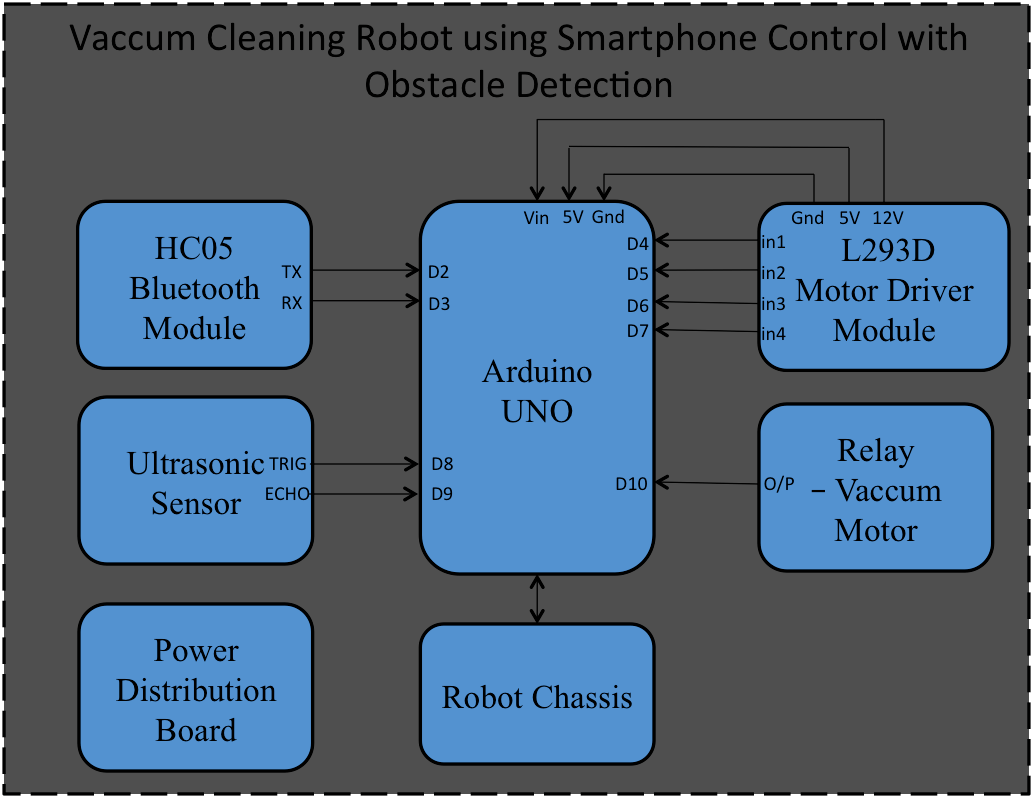 Vaccum Cleaning Robot using Smartphone Control with
Obstacle Detection
HC05
Bluetooth
Module
TX
RX
Vin 5V Gnd
D2
D3
D4
D5
D6
D7
Arduino
UNO
D8
D9
D10
Gnd 5V 12V
in1
in2
in3
in4
L293D
Motor Driver
Module
Ultrasonic
Sensor
TRIG
ECHO
Relay
– Vaccum
Motor
O/P
Power
Distribution
Board
Robot Chassis